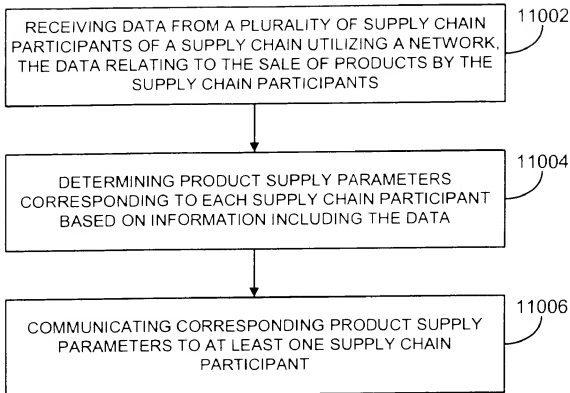 RECEIVING DATA FROM A PLURALITY OF SUPPLY CHAIN
PARTICIPANTS OF A SUPPLY CHAIN UTILIZING A NETWORK,
THE DATA RELATING TO THE SALE OF PRODUCTS BY THE
SUPPLY CHAIN PARTICIPANTS
11002
DETERMINING PRODUCT SUPPLY PARAMETERS
CORRESPONDING TO EACH SUPPLY CHAIN PARTICIPANT
BASED ON INFORMATION INCLUDING THE DATA
11004
COMMUNICATING CORRESPONDING PRODUCT SUPPLY
PARAMETERS TO AT LEAST ONE SUPPLY CHAIN
PARTICIPANT
11006